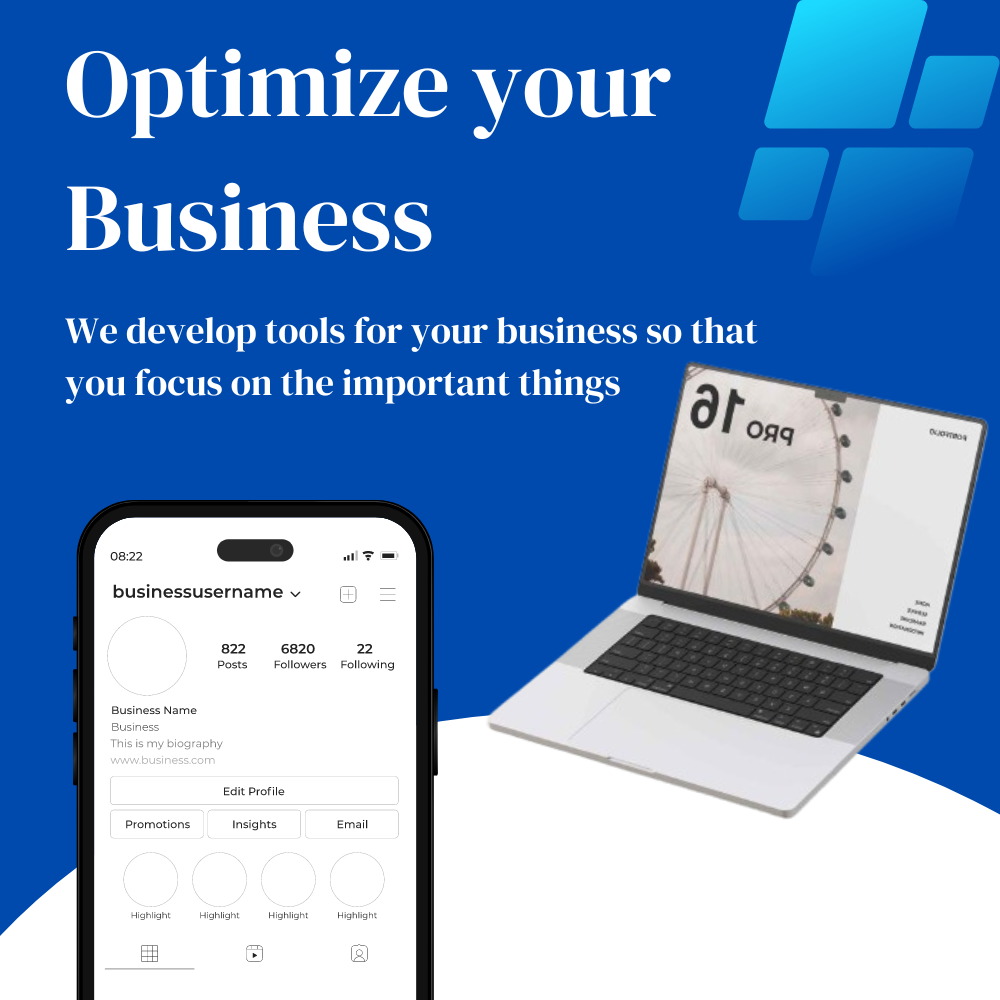 Optimize your
Business
We develop tools for your business so that
you focus on the important things
16 PRO
PORTFOLIO
08:22
businessusername
822 6820 22
Posts Followers Following
Business Name
Business
This is my biography
www.business.com
Edit Profile
Promotions Insights Email
Highlight Highlight Highlight Highlight